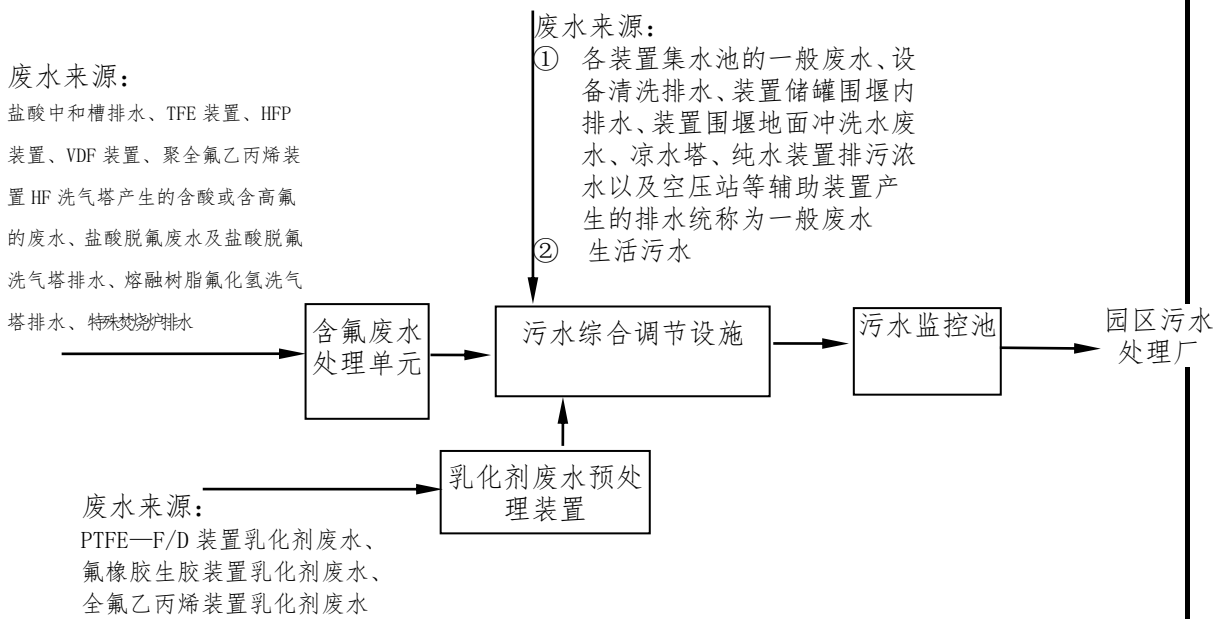 废水来源：
盐酸中和槽排水、TFE 装置、HFP
装置、VDF 装置、聚全氟乙丙烯装
置 HF 洗气塔产生的含酸或含高氟
的废水、盐酸脱氟废水及盐酸脱氟
洗气塔排水、熔融树脂氟化氢洗气
塔排水、特殊焚烧炉排水
废水来源：
① 各装置集水池的一般废水、设
备清洗排水、装置储罐围堰内
排水、装置围堰地面冲洗水废
水、凉水塔、纯水装置排污浓
水以及空压站等辅助装置产
生的排水统称为一般废水
② 生活污水
含氟废水
处理单元
污水综合调节设施
污水监控池
园区污水
处理厂
乳化剂废水预处
理装置
废水来源：
PTFE—F/D 装置乳化剂废水、
氟橡胶生胶装置乳化剂废水、
全氟乙丙烯装置乳化剂废水